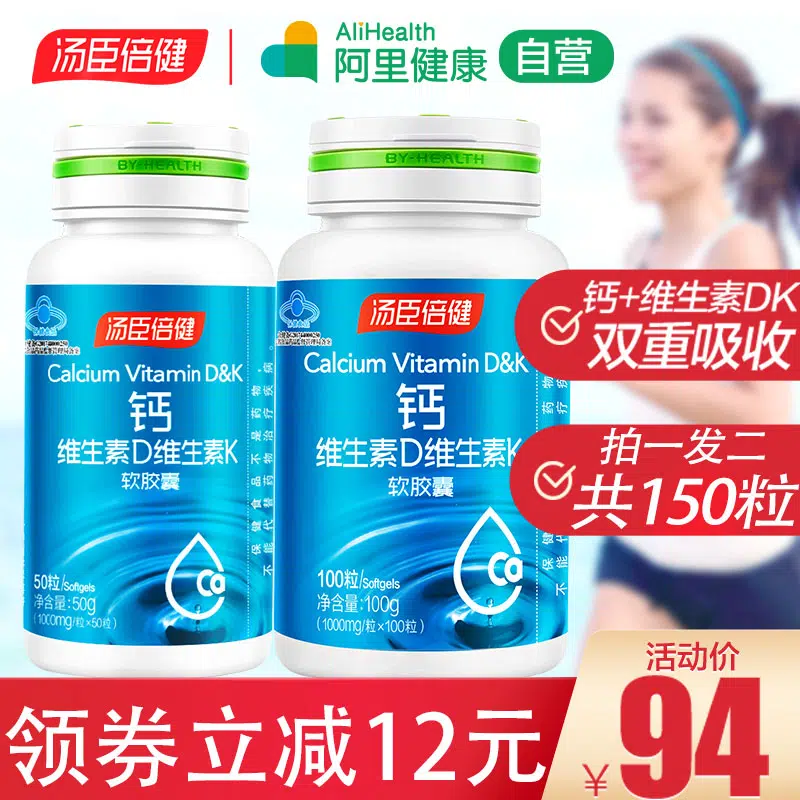 汤臣倍健
AliHealth
阿里健康
自营
BY-HEALTH
汤臣倍健
Calcium Vitamin D&K
钙
维生素D维生素K
软胶囊
50粒/Softgels
净含量:50g
(1000mg/粒×50粒)
BY-HEALTH
汤臣倍健
Calcium Vitamin D&K
钙
维生素D维生素K
软胶囊
100粒/Softgels
净含量:100g
(1000mg/粒×100粒)
钙+维生素DK
双重吸收
拍一发二
共150粒
领券立减12元
活动价
¥94